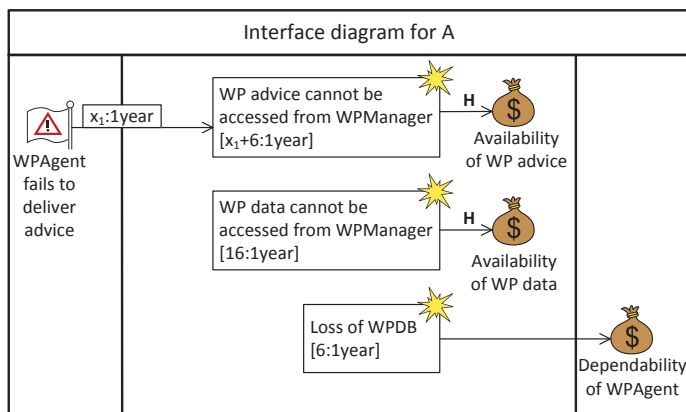 Interface diagram for A
WPAgent
fails to
deliver
advice
x₁:1year
WP advice cannot be
accessed from WPManager
[x₁+6:1year]
H
$
Availability
of WP advice
WP data cannot be
accessed from WPManager
[16:1year]
H
$
Availability
of WP data
Loss of WPDB
[6:1year]
$
Dependability
of WPAgent